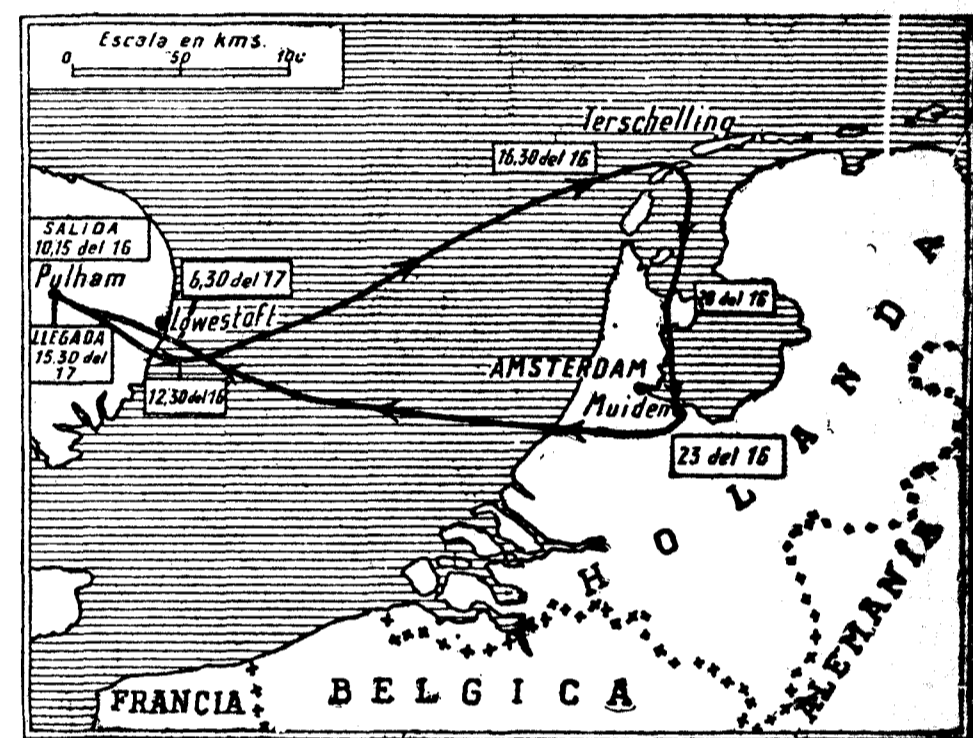 Escala en kms.
0 50 100
Terschelling
16,30 del 16
SALIDA
10,15 del 16
Pulham
6,30 del 17
Lowestoft
LLEGADA
15.30 del
17
12,30 del 16
del 16
AMSTERDAM
Muiden
23 del 16
HOLANDA
ALEMANÍA
FRANCIA
BELGICA